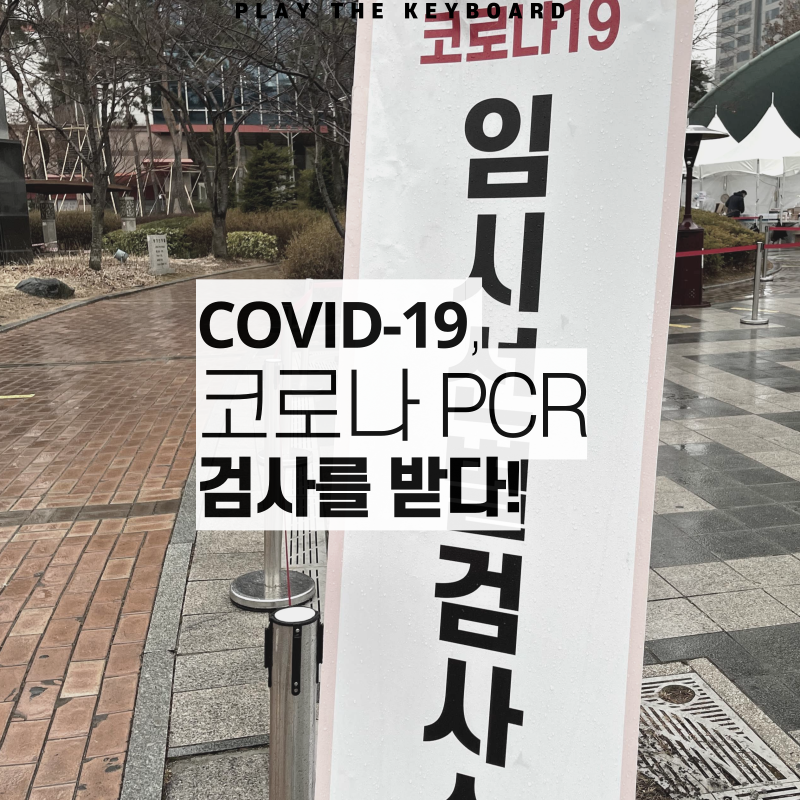 PLAY THE KEYBOARD
코로나19
임시
COVID-19,
코로나 PCR
검사를 받다!
검사